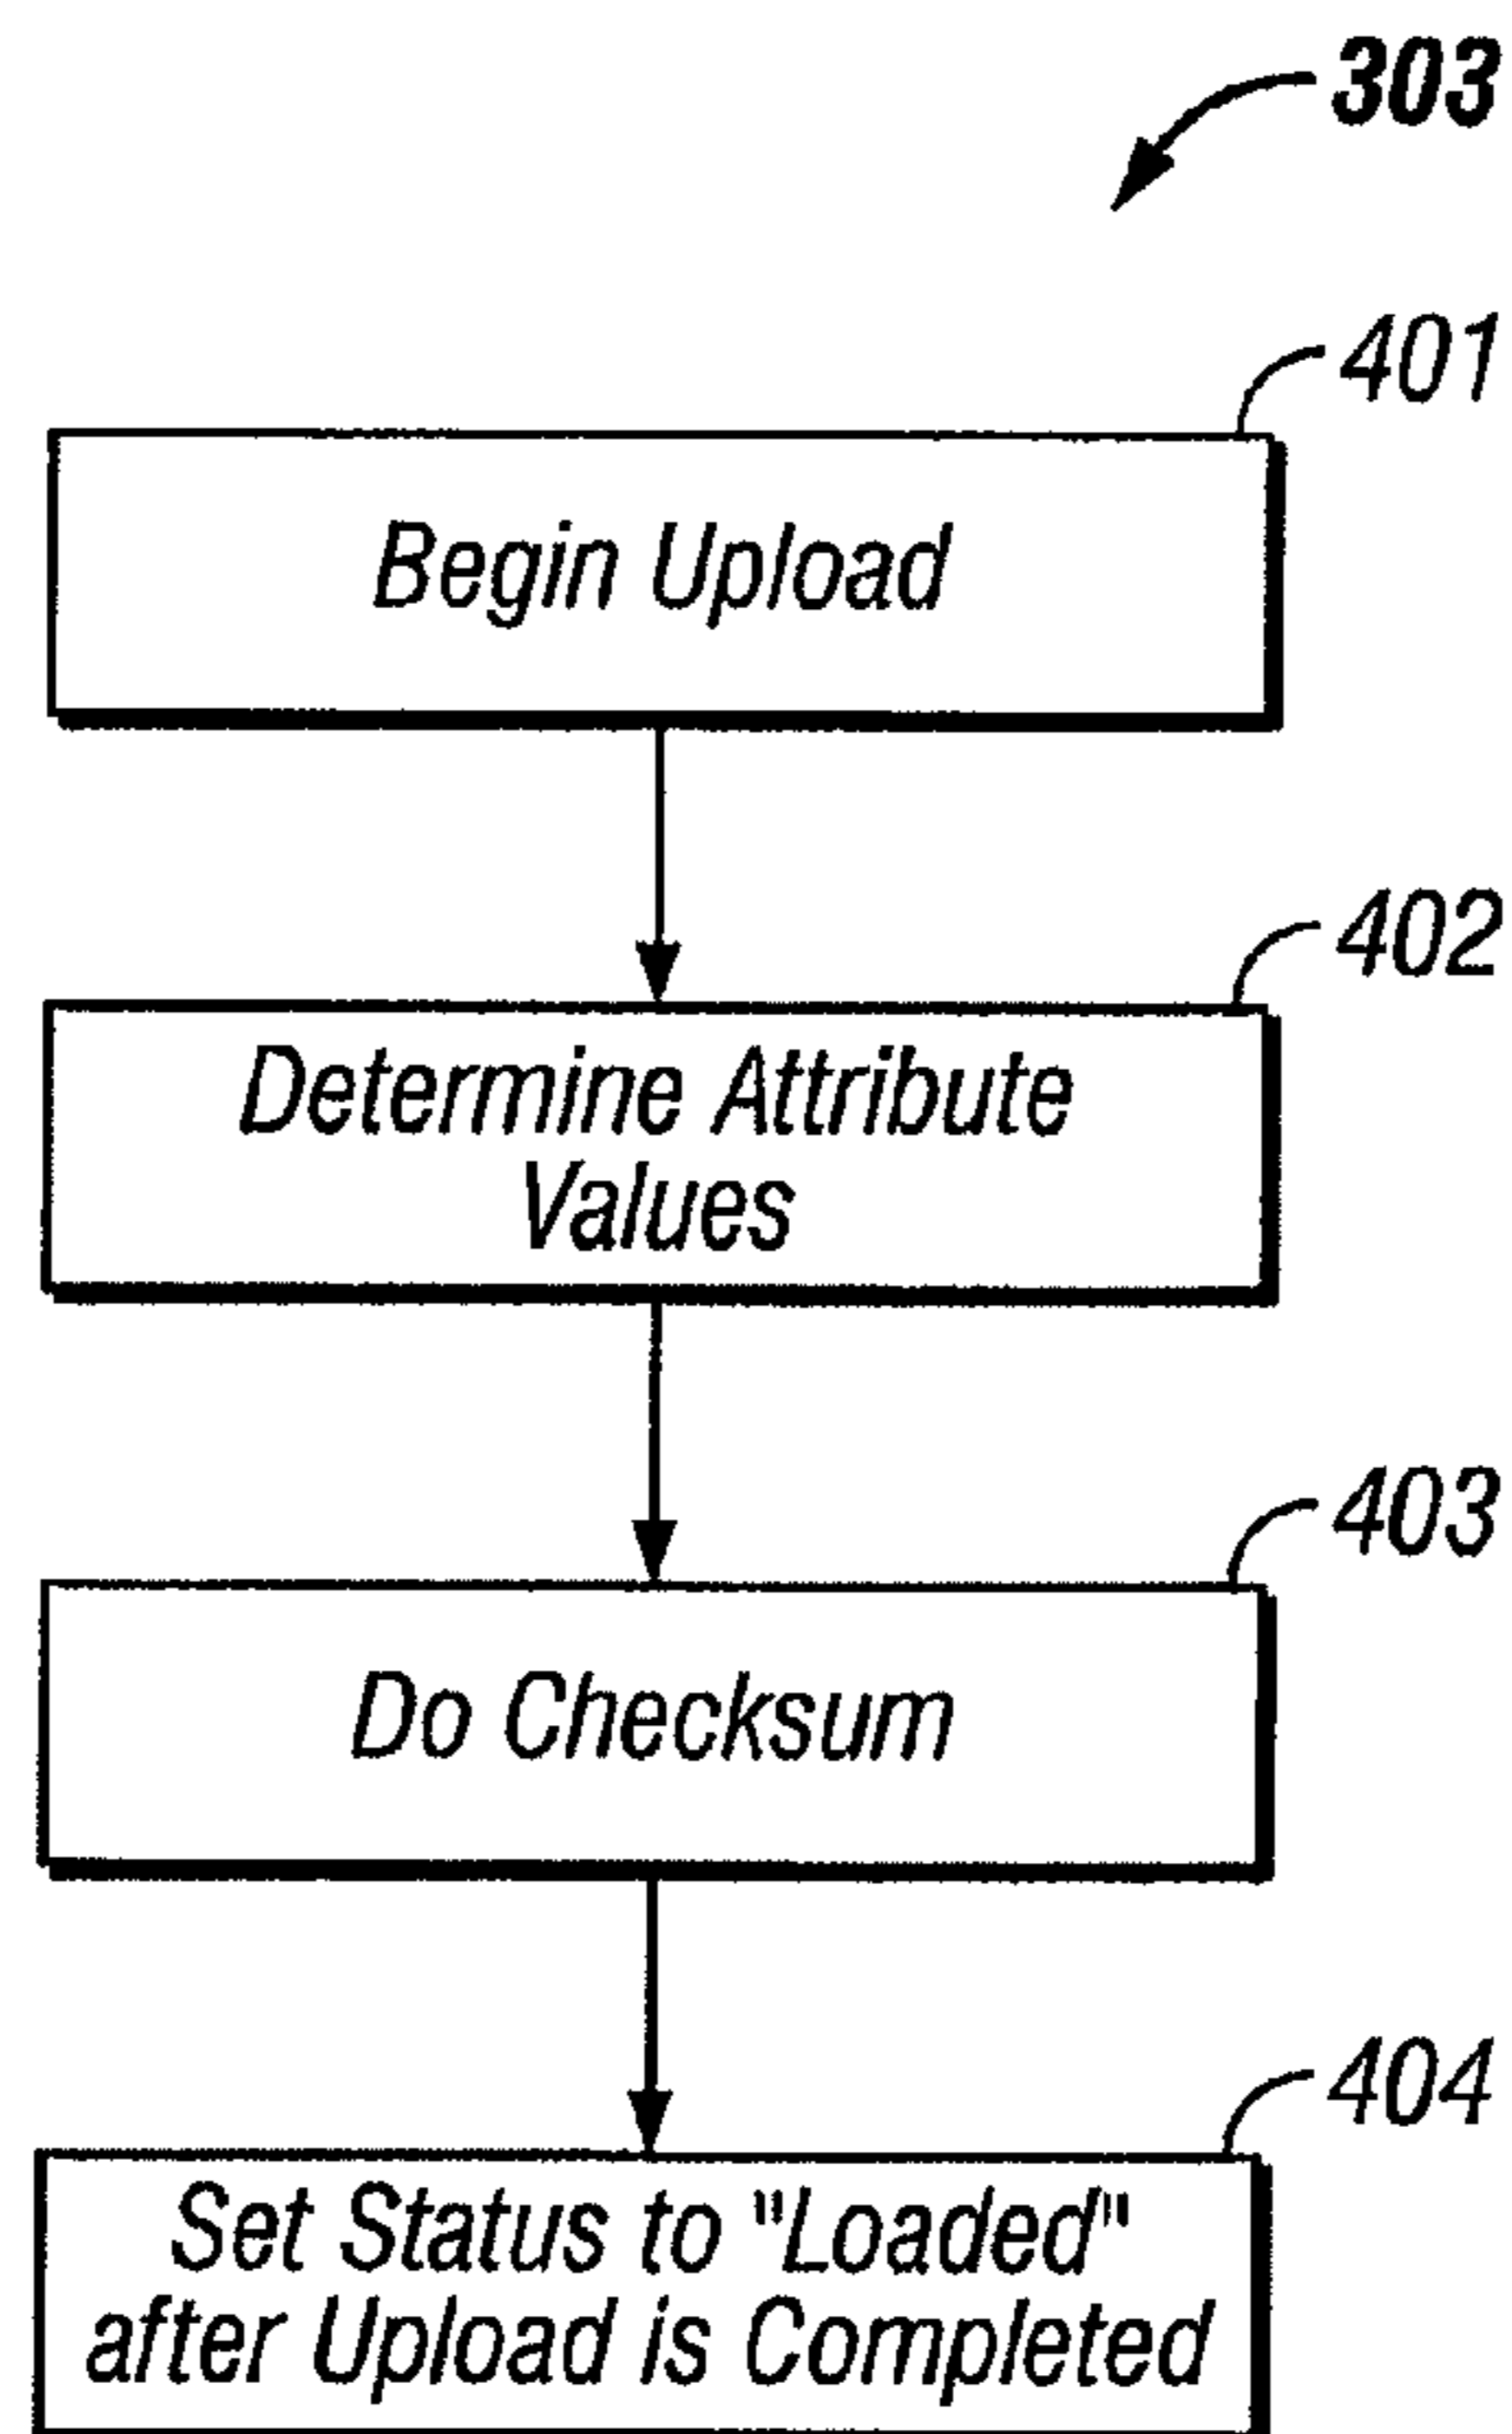 303
401
Begin Upload
402
Determine Attribute
Values
403
Do Checksum
404
Set Status to "Loaded"
after Upload is Completed